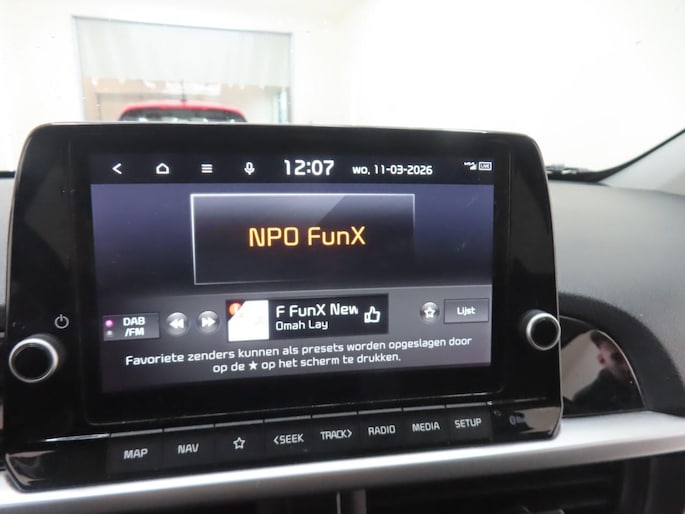 12:07 wo, 11-03-2026 LIVE
NPO FunX
DAB
/FM
F FunX New
Omah Lay
Lijst
Favoriete zenders kunnen als presets worden opgeslagen door
op de ★ op het scherm te drukken.
MAP NAV ☆ <SEEK TRACK> RADIO MEDIA SETUP